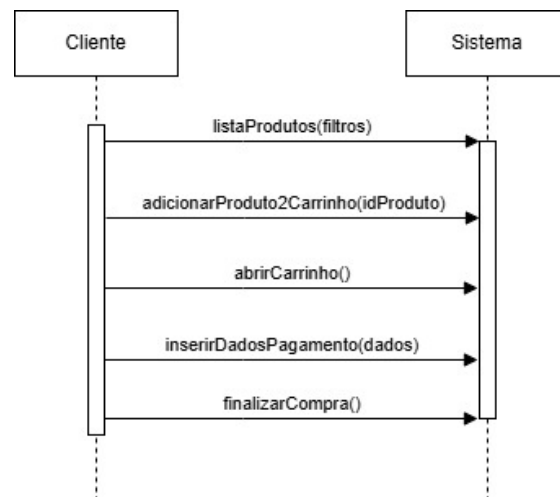 Cliente
Sistema
listaProdutos(filtros)
adicionarProduto2Carrinho(idProduto)
abrirCarrinho()
inserirDadosPagamento(dados)
finalizarCompra()